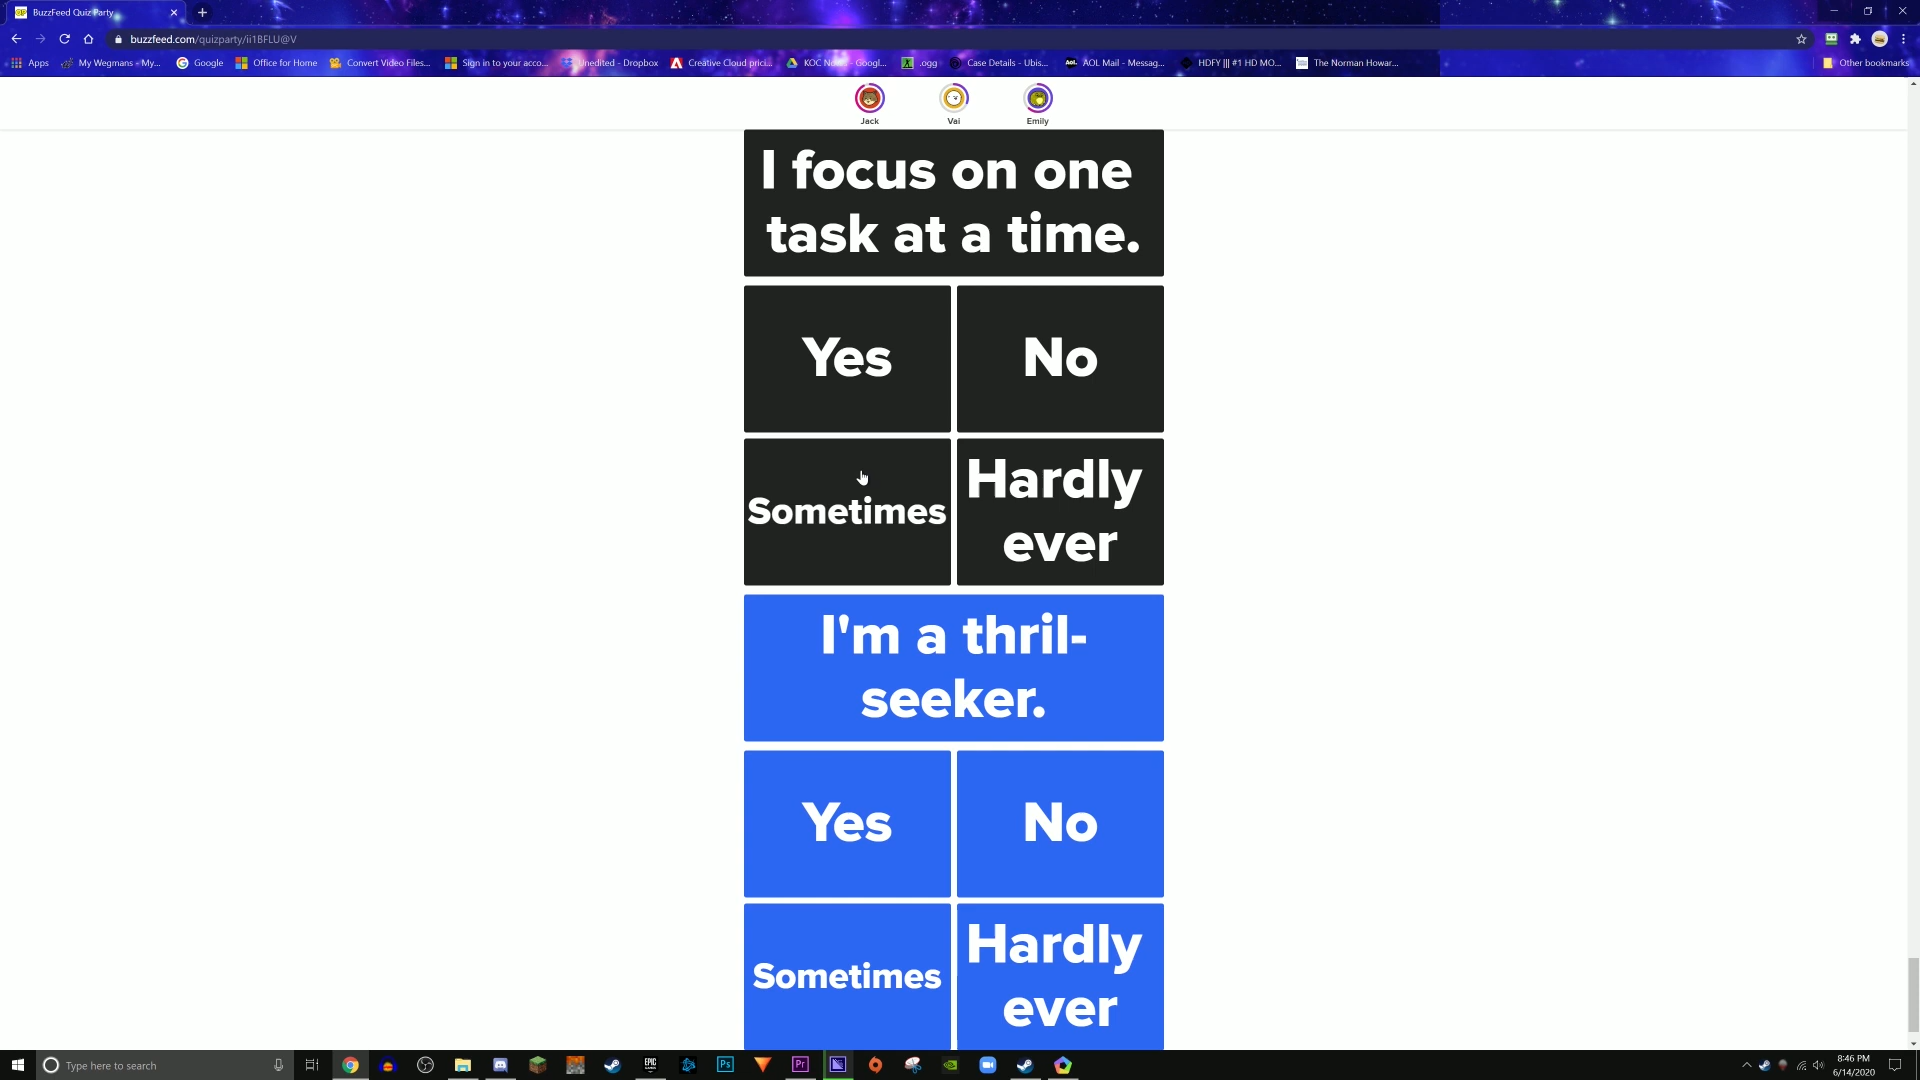 BuzzFeed Quiz Party
buzzfeed.com/quizparty/ii1BFLU@V
Apps My Wegmans - My... Google Office for Home Convert Video Files... Sign in to your acco... Unedited - Dropbox Creative Cloud prici... .ogg Case Details - Ubis... AOL Mail - Messag... HDFY ||| #1 HD MO... The Norman Howar... Other bookmarks
Jack Vai Emily
I focus on one
task at a time.
Yes No
Sometimes
Hardly
ever
I'm a thril-
seeker.
Yes No
Sometimes
Hardly
ever
Type here to search
8:46 PM
6/14/2020